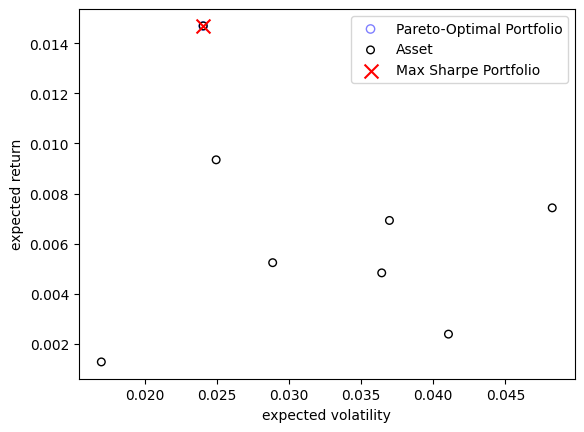 0.014
0.012
0.010
0.008
0.006
0.004
0.002
expected return
Pareto-Optimal Portfolio
Asset
Max Sharpe Portfolio
0.020 0.025 0.030 0.035 0.040 0.045
expected volatility